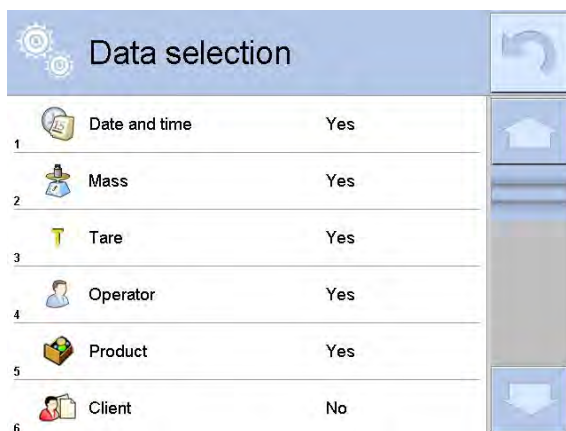 Data selection
1 Date and time Yes
2 Mass Yes
3 Tare Yes
4 Operator Yes
5 Product Yes
6 Client No